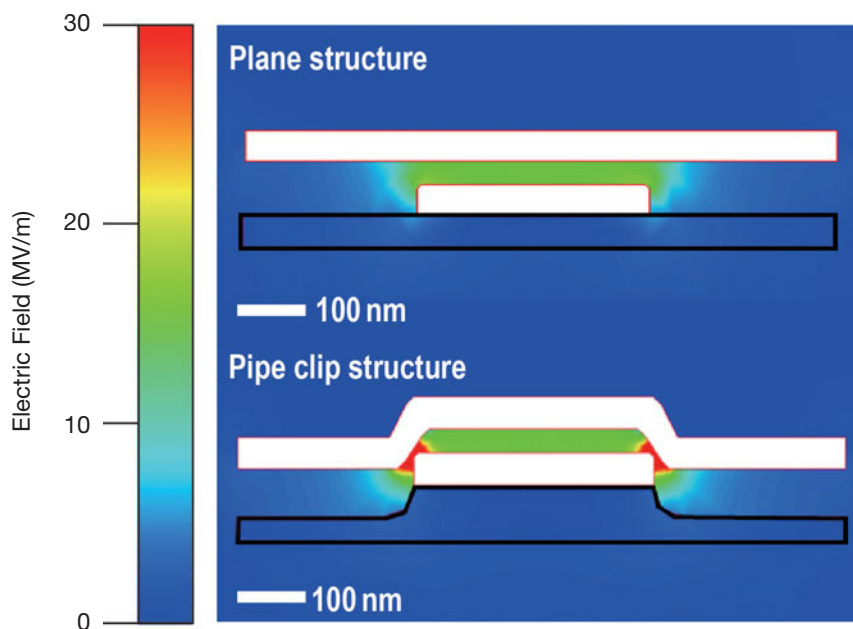 30
20
10
0
Electric Field (MV/m)
Plane structure
100 nm
Pipe clip structure
100 nm